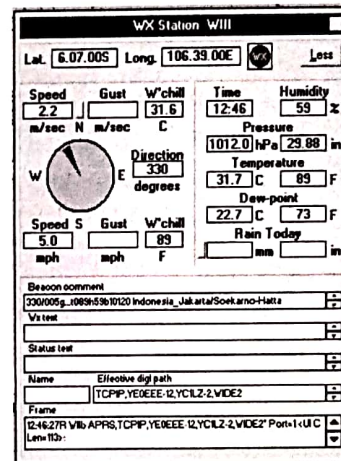 WX Station WIII
Lat. 6.07.00S Long. 106.39.00E WX Less
Speed Gust W'chill Time Humidity
2.2 31.6 12:46 59 %
m/sec N m/sec C Pressure
1012.0 hPa 29.88 in
W E Direction Temperature
330 31.7 C 89 F
degrees Dew-point
22.7 C 73 F
Speed S Gust W'chill Rain Today
5.0 89 mm in
mph mph F
Beacon comment
330/005g...t089h59b10120 Indonesia_Jakarta/Soekarno-Hatta
Wx text
Status text
Name Effective digi path
TCPIP,YE0EEE-12,YC1LZ-2,WIDE2
Frame
12:46:27R WIIb APRS,TCPIP,YE0EEE-12,YC1LZ-2,WIDE2* Port=1 <UI C
Len=113>: